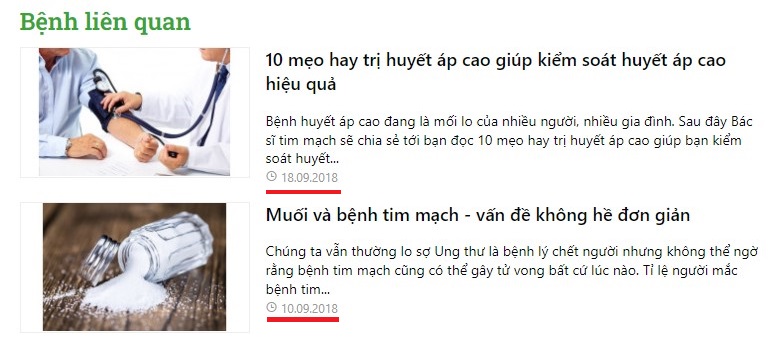 Bệnh liên quan
10 mẹo hay trị huyết áp cao giúp kiểm soát huyết áp cao
hiệu quả
Bệnh huyết áp cao đang là mối lo của nhiều người, nhiều gia đình. Sau đây Bác
sĩ tim mạch sẽ chia sẻ tới bạn đọc 10 mẹo hay trị huyết áp cao giúp bạn kiểm
soát huyết...
18.09.2018
Muối và bệnh tim mạch - vấn đề không hề đơn giản
Chúng ta vẫn thường lo sợ Ung thư là bệnh lý chết người nhưng không thể ngờ
rằng bệnh tim mạch cũng có thể gây tử vong bất cứ lúc nào. Tỉ lệ người mắc
bệnh tim...
10.09.2018